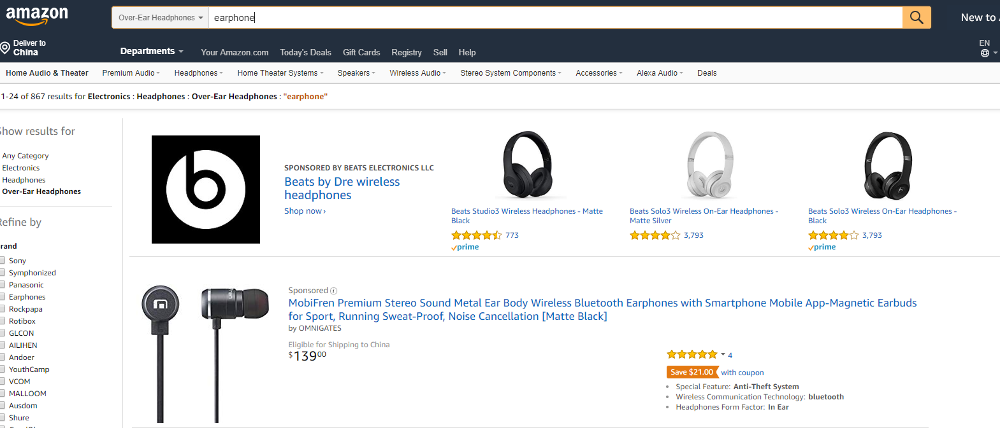 amazon
Over-Ear Headphones
earphone
New to
Deliver to
China
Departments
Your Amazon.com
Today's Deals
Gift Cards
Registry
Sell
Help
EN
Home Audio & Theater
Premium Audio
Headphones
Home Theater Systems
Speakers
Wireless Audio
Stereo System Components
Accessories
Alexa Audio
Deals
1-24 of 867 results for Electronics : Headphones : Over-Ear Headphones : "earphone"
Show results for
Any Category
Electronics
Headphones
Over-Ear Headphones
Refine by
rand
Sony
Symphonized
Panasonic
Earphones
Rockpapa
Rotibox
GLCON
AILIHEN
Andoer
YouthCamp
VCOM
MALLOOM
Ausdom
Shure
b
SPONSORED BY BEATS ELECTRONICS LLC
Beats by Dre wireless
headphones
Shop now ›
Beats Studio3 Wireless Headphones - Matte
Black
773
prime
Beats Solo3 Wireless On-Ear Headphones -
Matte Silver
3,793
Beats Solo3 Wireless On-Ear Headphones -
Black
3,793
prime
Sponsored
MobiFren Premium Stereo Sound Metal Ear Body Wireless Bluetooth Earphones with Smartphone Mobile App-Magnetic Earbuds
for Sport, Running Sweat-Proof, Noise Cancellation [Matte Black]
by OMNIGATES
Eligible for Shipping to China
$13900
4
Save $21.00 with coupon
• Special Feature: Anti-Theft System
• Wireless Communication Technology: bluetooth
• Headphones Form Factor: In Ear